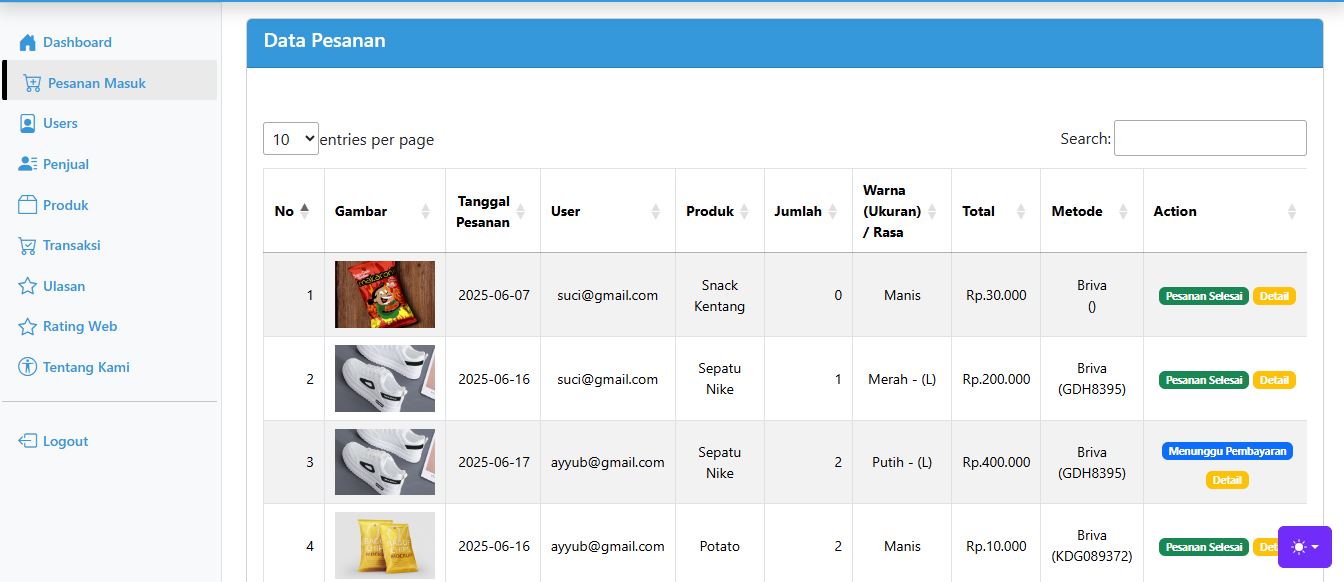 Dashboard
Pesanan Masuk
Users
Penjual
Produk
Transaksi
Ulasan
Rating Web
Tentang Kami
Logout
Data Pesanan
10 entries per page
Search:
No
Gambar
Tanggal
Pesanan
User
Produk
Jumlah
Warna
(Ukuran)
/ Rasa
Total
Metode
Action
1
2025-06-07
suci@gmail.com
Snack
Kentang
0
Manis
Rp.30.000
Briva
()
Pesanan Selesai
Detail
2
2025-06-16
suci@gmail.com
Sepatu
Nike
1
Merah - (L)
Rp.200.000
Briva
(GDH8395)
Pesanan Selesai
Detail
3
2025-06-17
ayyub@gmail.com
Sepatu
Nike
2
Putih - (L)
Rp.400.000
Briva
(GDH8395)
Menunggu Pembayaran
Detail
4
MOCKUP
2025-06-16
ayyub@gmail.com
Potato
2
Manis
Rp.10.000
Briva
(KDG089372)
Pesanan Selesai